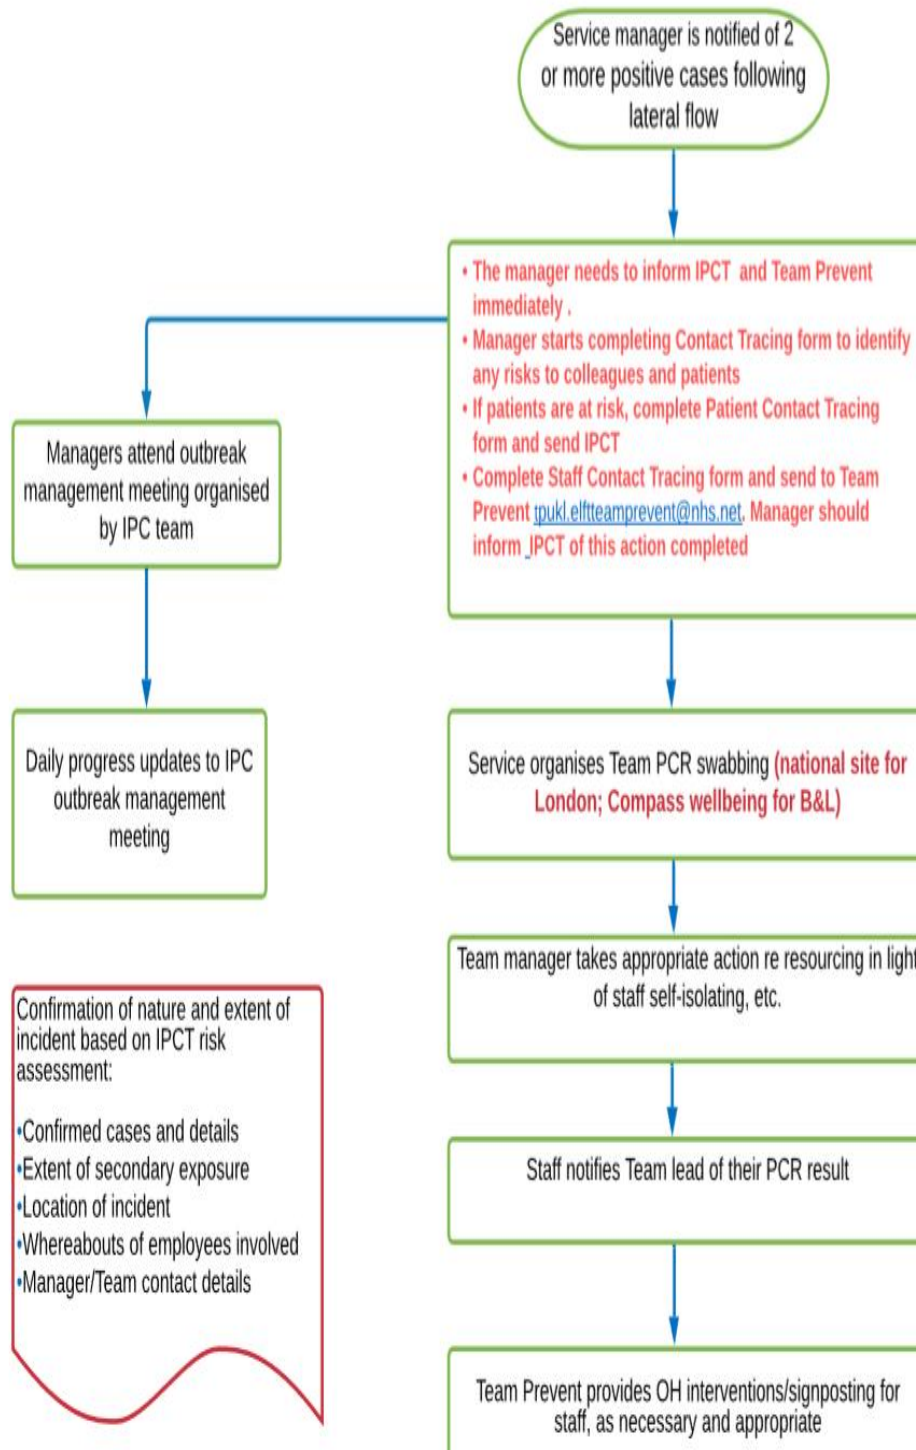 Service manager is notified of 2
or more positive cases following
lateral flow
• The manager needs to inform IPCT and Team Prevent
immediately .
• Manager starts completing Contact Tracing form to identify
any risks to colleagues and patients
• If patients are at risk, complete Patient Contact Tracing
form and send IPCT
• Complete Staff Contact Tracing form and send to Team
Prevent tpukl.elftteamprevent@nhs.net. Manager should
inform _IPCT of this action completed
Managers attend outbreak
management meeting organised
by IPC team
Daily progress updates to IPC
outbreak management
meeting
Service organises Team PCR swabbing (national site for
London; Compass wellbeing for B&L)
Team manager takes appropriate action re resourcing in light
of staff self-isolating, etc.
Confirmation of nature and extent of
incident based on IPCT risk
assessment:
•Confirmed cases and details
•Extent of secondary exposure
•Location of incident
•Whereabouts of employees involved
•Manager/Team contact details
Staff notifies Team lead of their PCR result
Team Prevent provides OH interventions/signposting for
staff, as necessary and appropriate